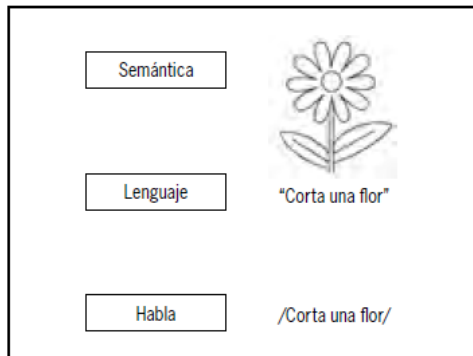 Semántica
Lenguaje
"Corta una flor"
Habla
/Corta una flor/